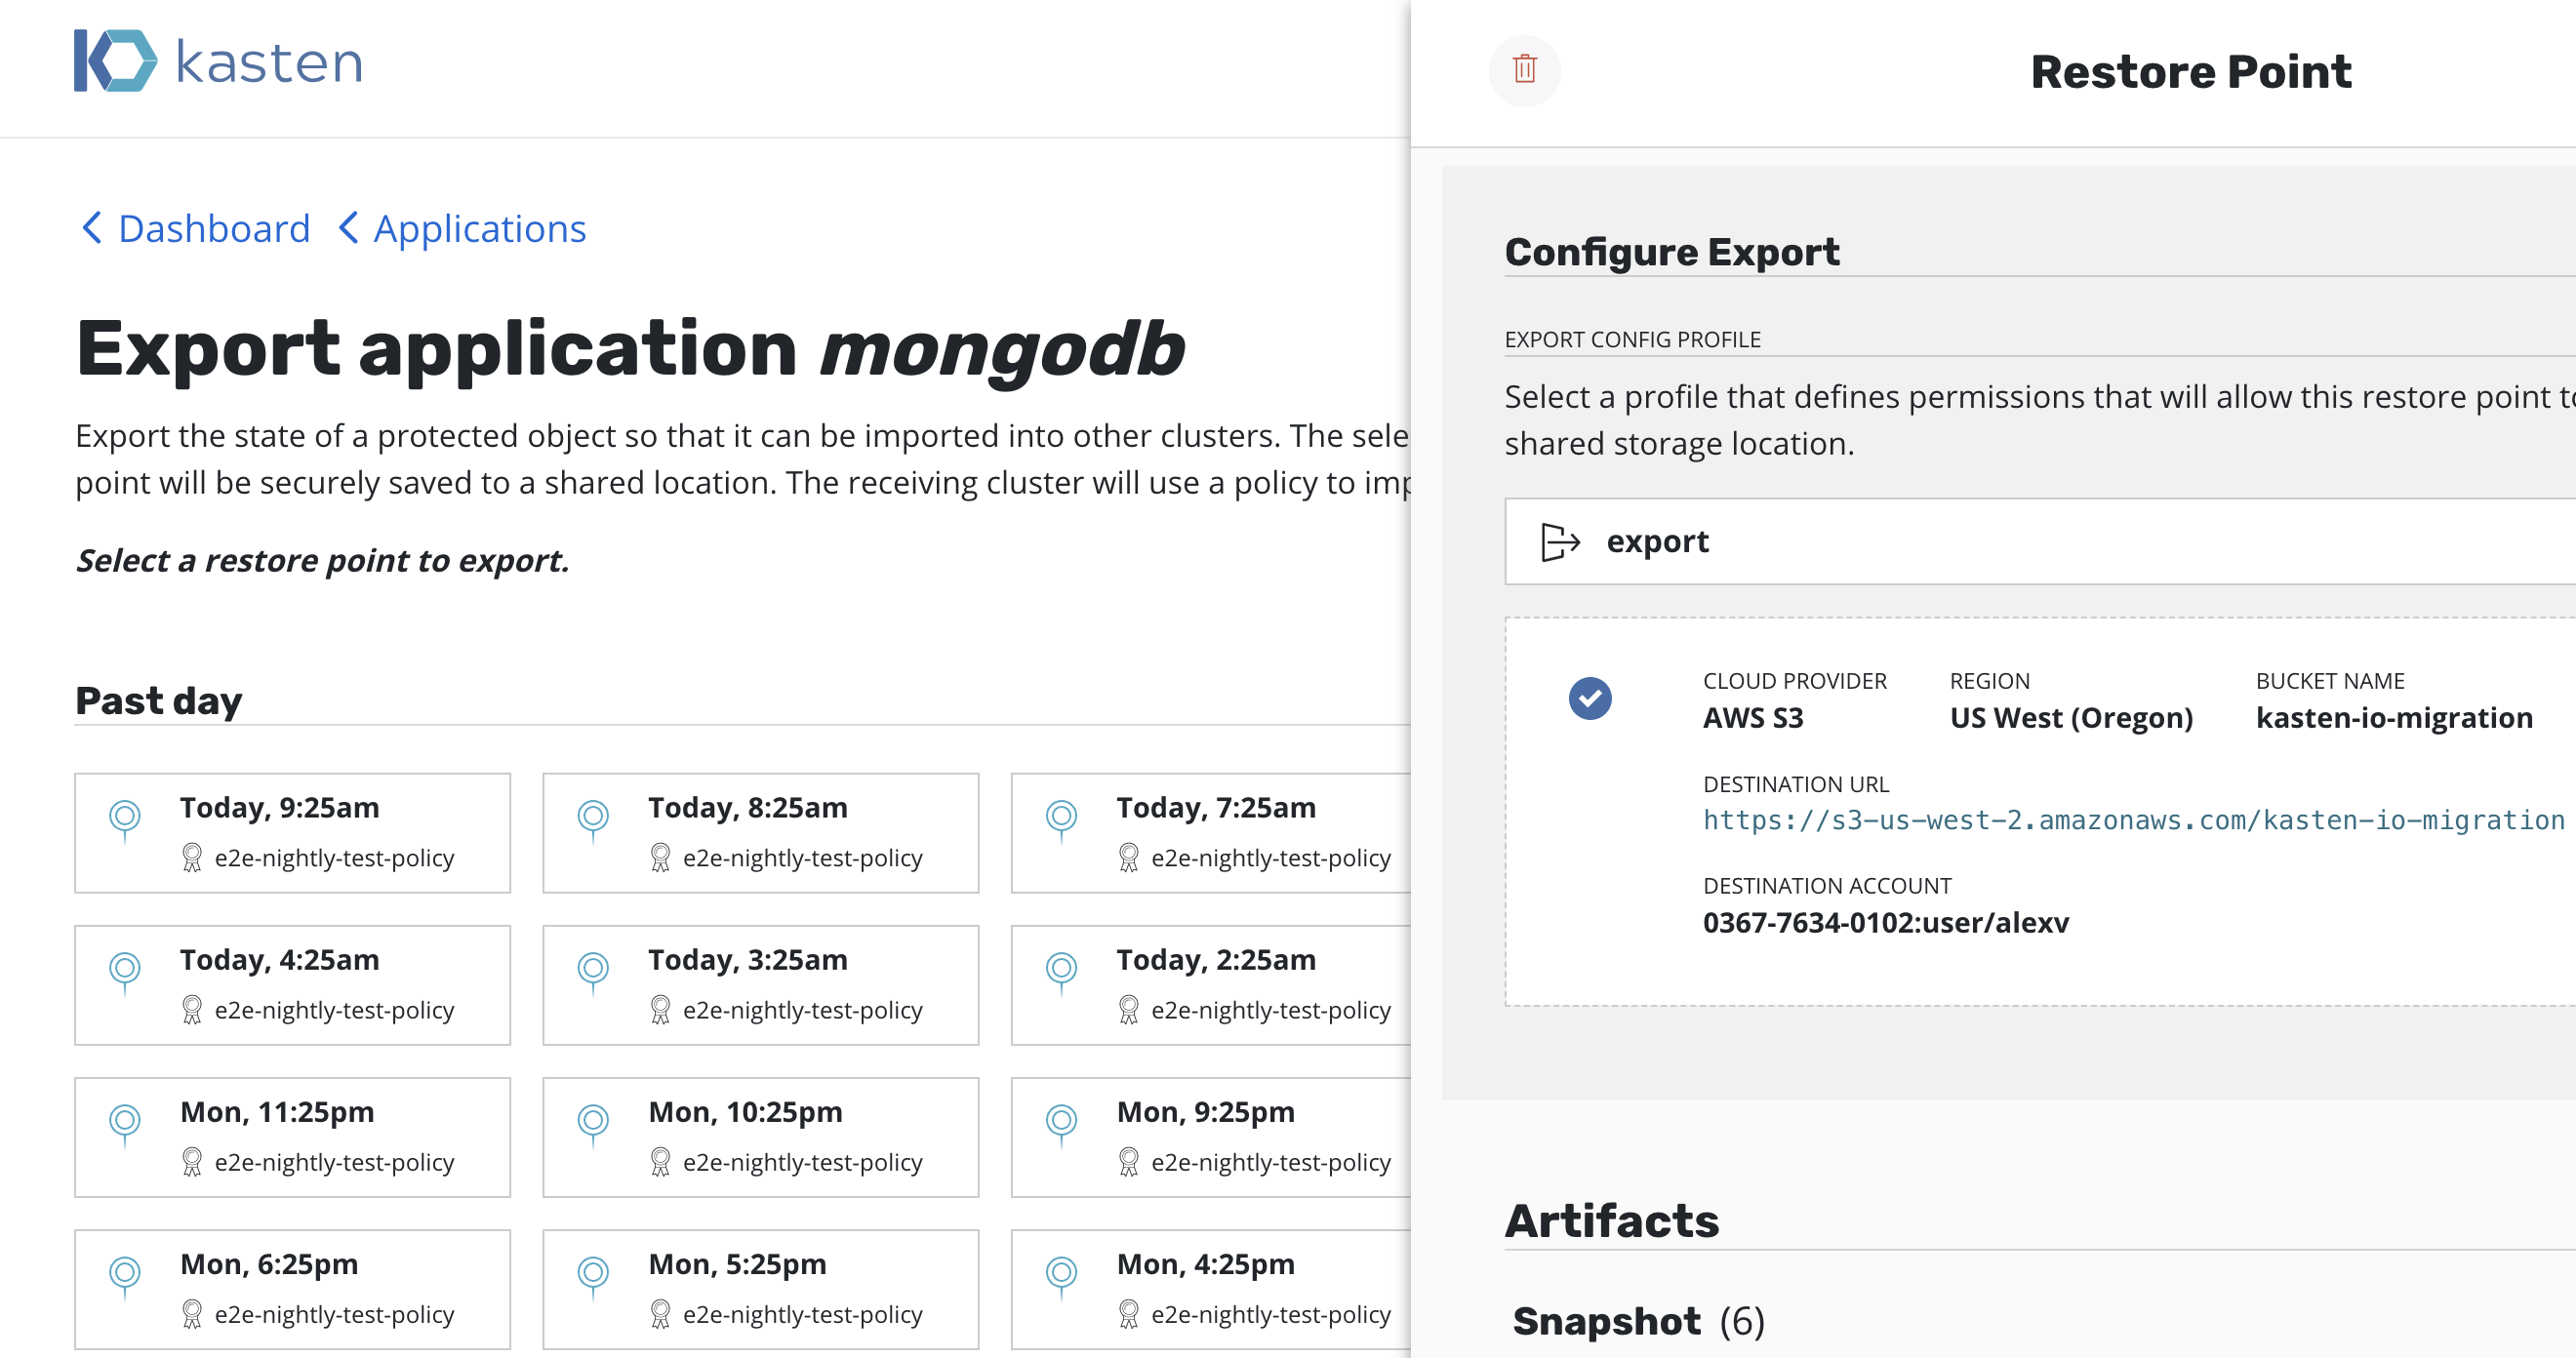 kasten
Dashboard Applications
Export application mongodb
Export the state of a protected object so that it can be imported into other clusters. The
point will be securely saved to a shared location. The receiving cluster will use a policy to
Select a restore point to export.
Past day
Today, 9:25am
e2e-nightly-test-policy
Today, 8:25am
e2e-nightly-test-policy
Today, 7:25am
e2e-nightly-test-policy
Today, 4:25am
e2e-nightly-test-policy
Today, 3:25am
e2e-nightly-test-policy
Today, 2:25am
e2e-nightly-test-policy
Mon, 11:25pm
e2e-nightly-test-policy
Mon, 10:25pm
e2e-nightly-test-policy
Mon, 9:25pm
e2e-nightly-test-policy
Mon, 6:25pm
e2e-nightly-test-policy
Mon, 5:25pm
e2e-nightly-test-policy
Mon, 4:25pm
e2e-nightly-test-policy
Restore Point
Configure Export
EXPORT CONFIG PROFILE
Select a profile that defines permissions that will allow this restore point
shared storage location.
export
CLOUD PROVIDER
AWS S3
REGION
US West (Oregon)
BUCKET NAME
kasten-io-migration
DESTINATION URL
https://s3-us-west-2.amazonaws.com/kasten-io-migration
DESTINATION ACCOUNT
0367-7634-0102:user/alexv
Artifacts
Snapshot (6)